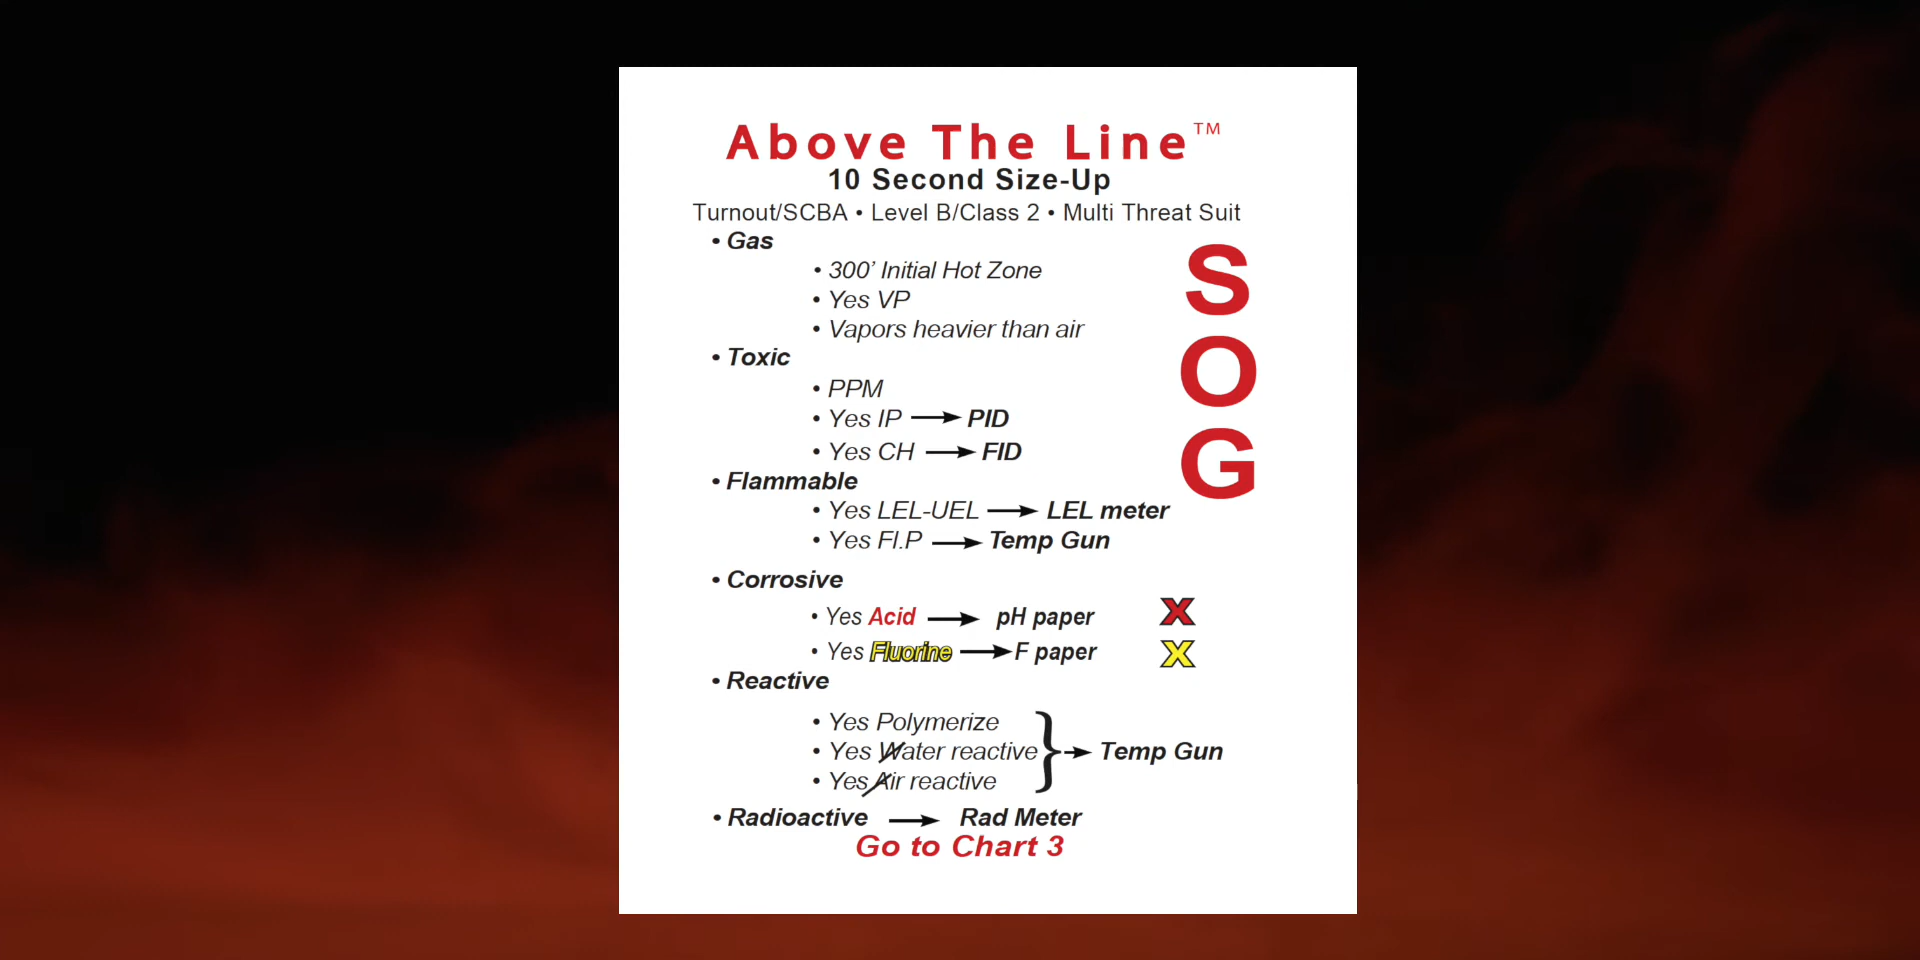 Above The Line™
10 Second Size-Up
Turnout/SCBA • Level B/Class 2 • Multi Threat Suit
• Gas
• 300’ Initial Hot Zone
• Yes VP
• Vapors heavier than air
• Toxic
• PPM
• Yes IP → PID
• Yes CH → FID
• Flammable
• Yes LEL-UEL → LEL meter
• Yes Fl.P → Temp Gun
• Corrosive
• Yes Acid → pH paper X
• Yes Fluorine → F paper X
• Reactive
• Yes Polymerize
• Yes Water reactive } → Temp Gun
• Yes Air reactive
• Radioactive → Rad Meter
Go to Chart 3
S
O
G